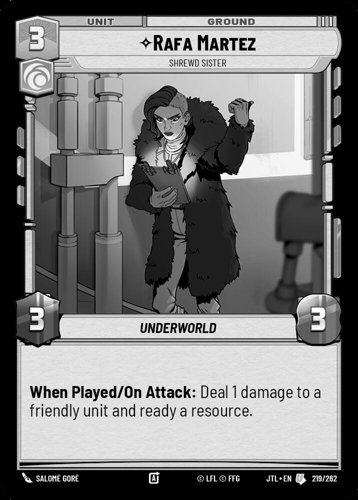 UNIT
GROUND
3
Rafa Martez
SHREWD SISTER
3
3
UNDERWORLD
When Played/On Attack: Deal 1 damage to a
friendly unit and ready a resource.
SALOMÉ GORÉ
A
© LFL © FFG
JTL • EN
219/262